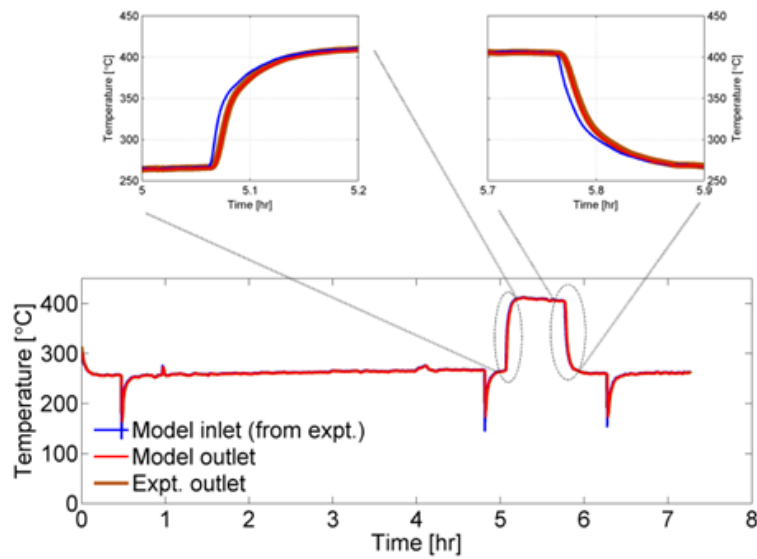 450
400
350
300
250
Temperature [°C]
5
5.1
5.2
Time [hr]
450
400
350
300
250
Temperature [°C]
Temperature [°C]
5.7
5.8
5.9
Time [hr]
400
300
200
100
0
Temperature [°C]
Model inlet (from expt.)
Model outlet
Expt. outlet
0 1 2 3 4 5 6 7 8
Time [hr]